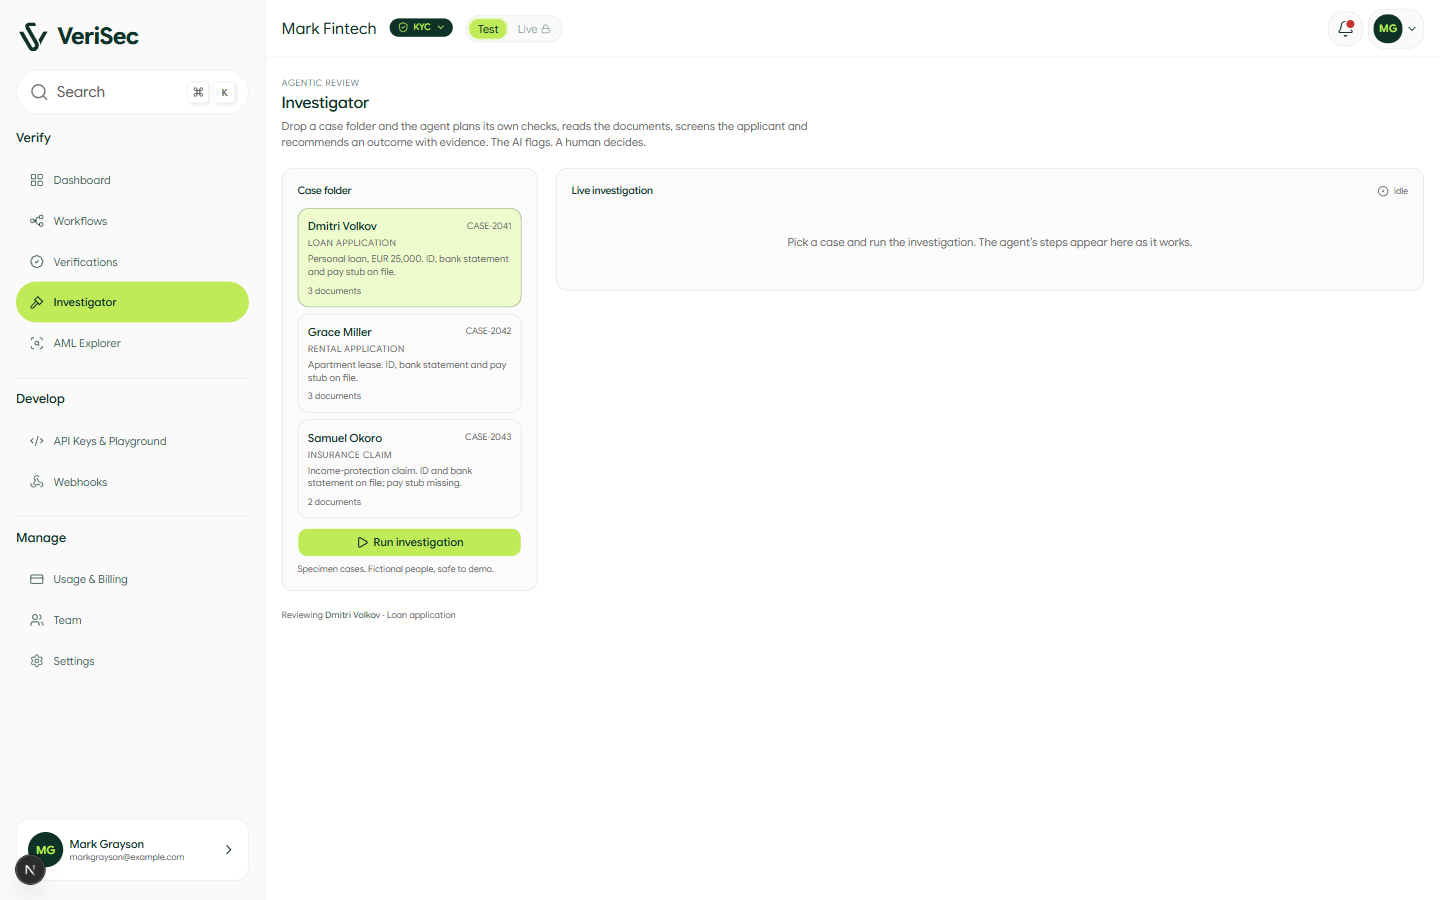 VeriSec
Search
⌘ K
Verify
Dashboard
Workflows
Verifications
Investigator
AML Explorer
Develop
API Keys & Playground
Webhooks
Manage
Usage & Billing
Team
Settings
MG
Mark Grayson
markgrayson@example.com
N
Mark Fintech
KYC
Test
Live
MG
AGENTIC REVIEW
Investigator
Drop a case folder and the agent plans its own checks, reads the documents, screens the applicant and
recommends an outcome with evidence. The AI flags. A human decides.
Case folder
Dmitri Volkov CASE-2041
LOAN APPLICATION
Personal loan, EUR 25,000. ID, bank statement
and pay stub on file.
3 documents
Grace Miller CASE-2042
RENTAL APPLICATION
Apartment lease. ID, bank statement and pay
stub on file.
3 documents
Samuel Okoro CASE-2043
INSURANCE CLAIM
Income-protection claim. ID and bank
statement on file; pay stub missing.
2 documents
Run investigation
Specimen cases. Fictional people, safe to demo.
Reviewing Dmitri Volkov · Loan application
Live investigation
idle
Pick a case and run the investigation. The agent's steps appear here as it works.